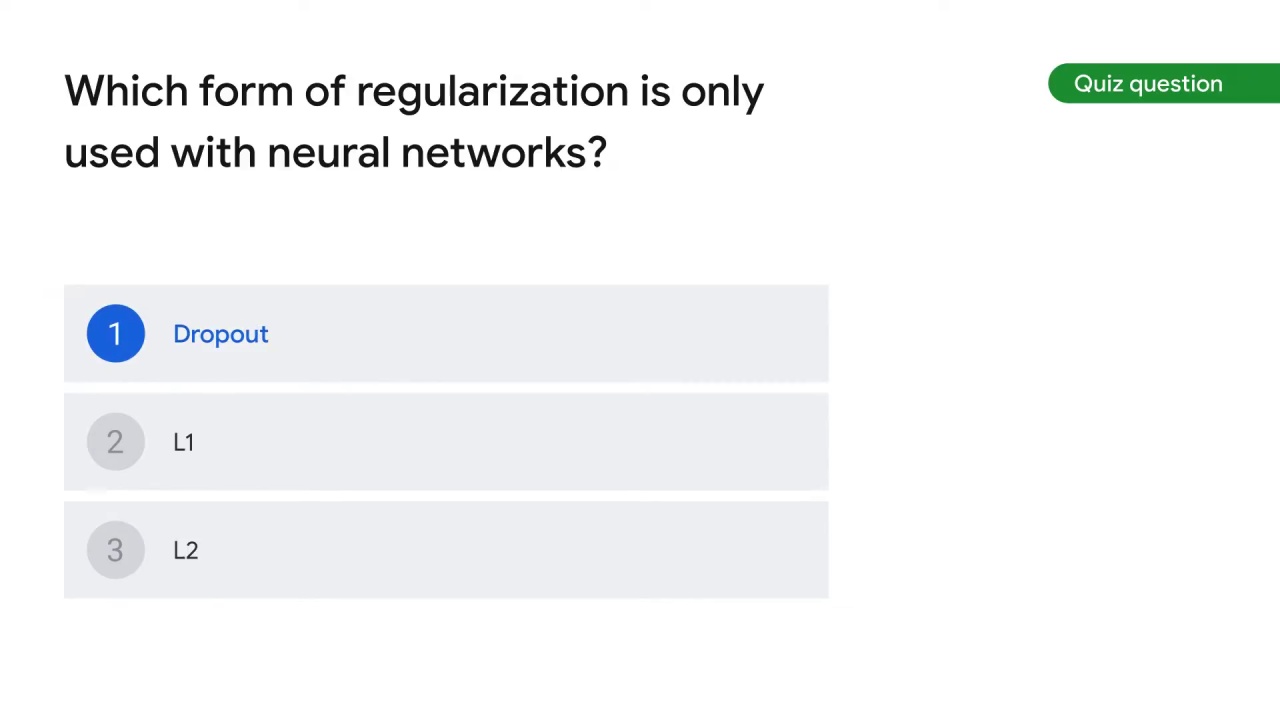 Which form of regularization is only
used with neural networks?
Quiz question
1 Dropout
2 L1
3 L2